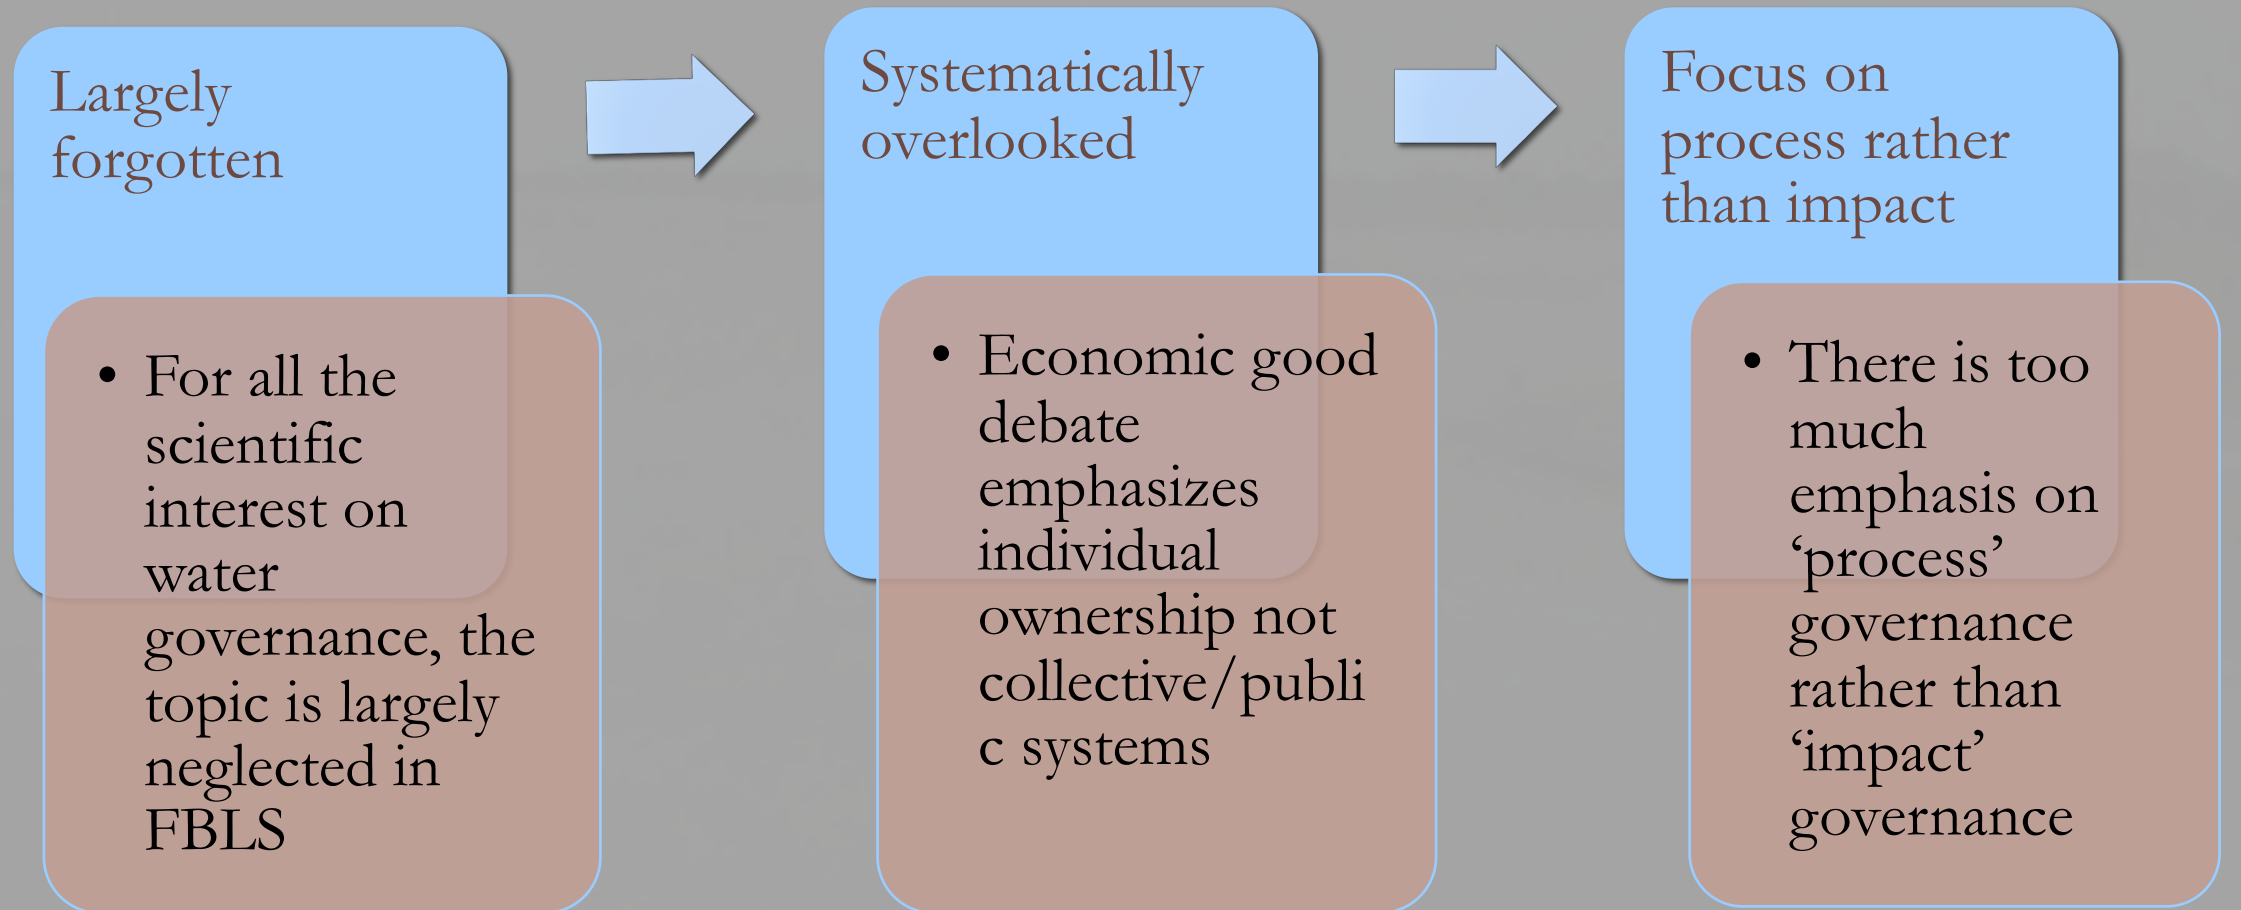 Largely
forgotten
• For all the
scientific
interest on
water
governance, the
topic is largely
neglected in
FBLS
Systematically
overlooked
• Economic good
debate
emphasizes
individual
ownership not
collective/publi
c systems
Focus on
process rather
than impact
• There is too
much
emphasis on
‘process’
governance
rather than
‘impact’
governance